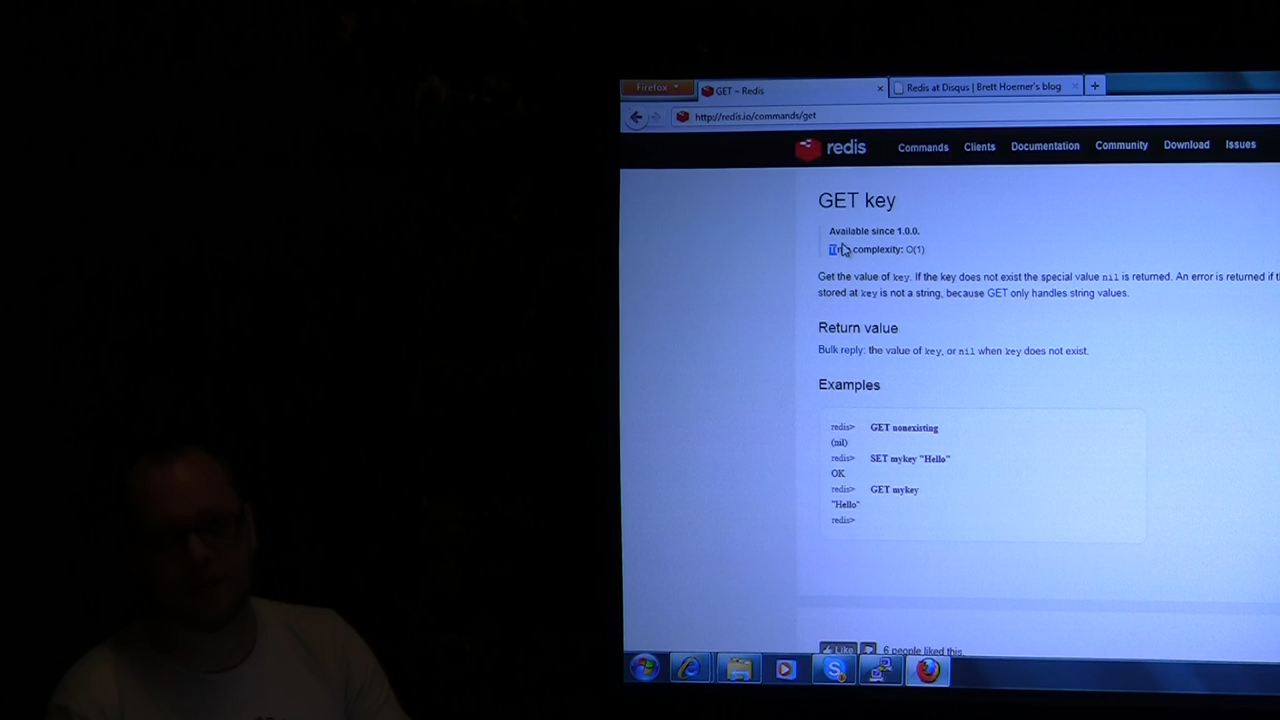 Firefox
GET – Redis
Redis at Disqus | Brett Hoerner's blog
http://redis.io/commands/get
redis
Commands Clients Documentation Community Download Issues
GET key
Available since 1.0.0.
complexity: O(1)
Get the value of key. If the key does not exist the special value nil is returned. An error is returned if
stored at key is not a string, because GET only handles string values.
Return value
Bulk reply: the value of key, or nil when key does not exist.
Examples
redis> GET nonexisting
(nil)
redis> SET mykey "Hello"
OK
redis> GET mykey
"Hello"
redis>
Like 6 people liked this.